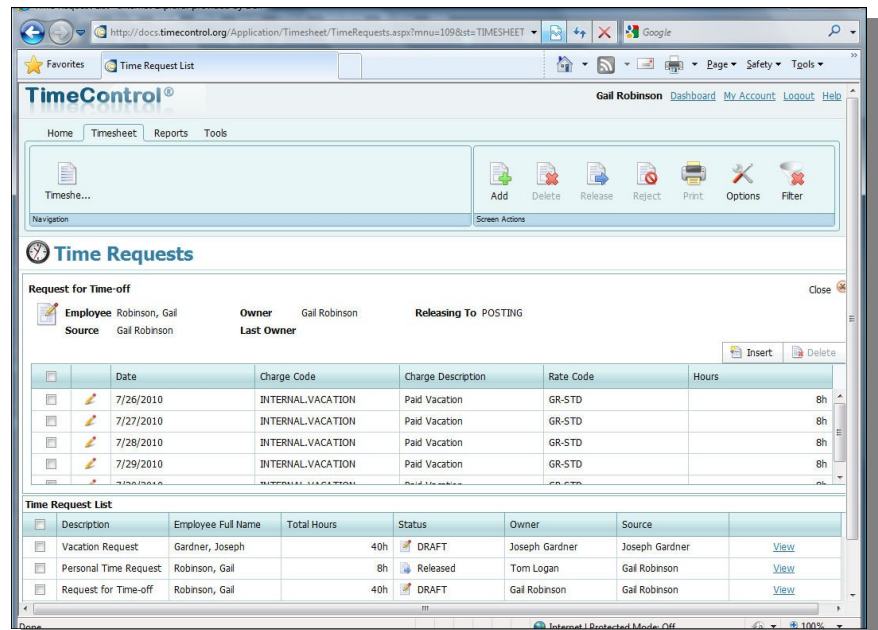 http://docs.timecontrol.org/Application/Timesheet/TimeRequests.aspx?mnu=109&st=TIMESHEET
Google
Favorites Time Request List Page Safety Tools
TimeControl® Gail Robinson Dashboard My Account Logout Help
Home Timesheet Reports Tools
Timeshe... Add Delete Release Reject Print Options Filter
Navigation Screen Actions
Time Requests
Request for Time-off Close
Employee Robinson, Gail Owner Gail Robinson Releasing To POSTING
Source Gail Robinson Last Owner
Insert Delete
Date Charge Code Charge Description Rate Code Hours
7/26/2010 INTERNAL.VACATION Paid Vacation GR-STD 8h
7/27/2010 INTERNAL.VACATION Paid Vacation GR-STD 8h
7/28/2010 INTERNAL.VACATION Paid Vacation GR-STD 8h
7/29/2010 INTERNAL.VACATION Paid Vacation GR-STD 8h
Time Request List
Description Employee Full Name Total Hours Status Owner Source
Vacation Request Gardner, Joseph 40h DRAFT Joseph Gardner Joseph Gardner View
Personal Time Request Robinson, Gail 8h Released Tom Logan Gail Robinson View
Request for Time-off Robinson, Gail 40h DRAFT Gail Robinson Gail Robinson View
Done Internet | Protected Mode: Off 100%